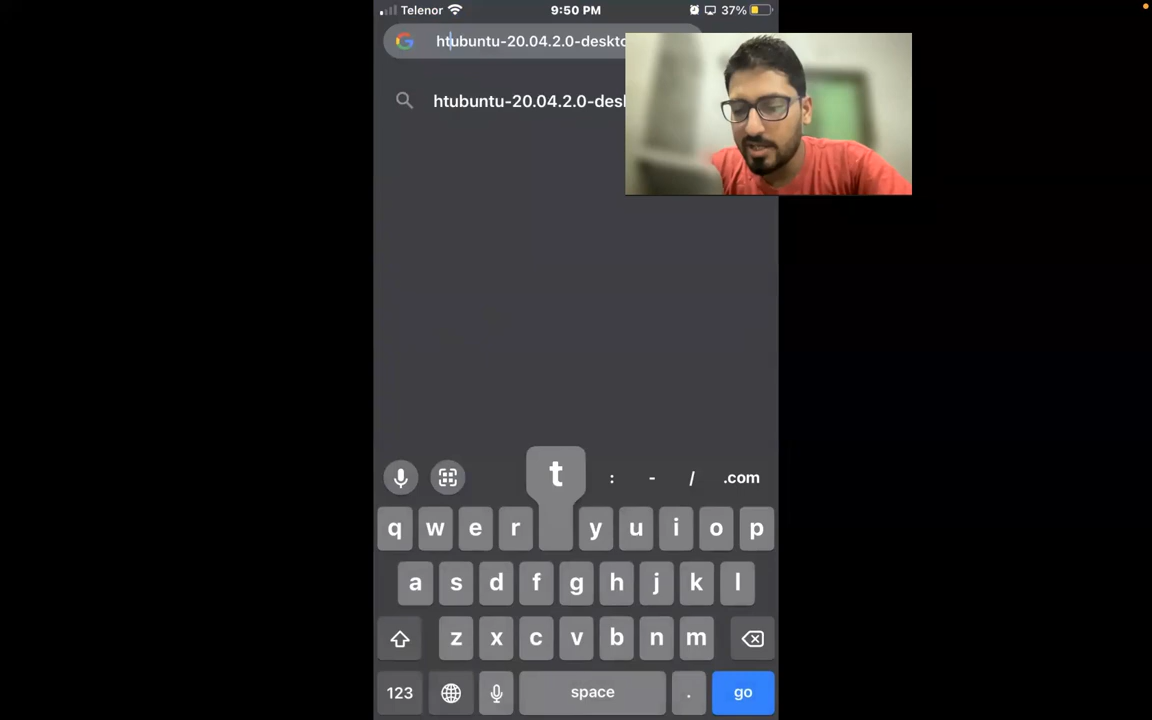 Telenor 9:50 PM 37%
htubuntu-20.04.2.0-deskto
htubuntu-20.04.2.0-des
t : - / .com
q w e r y u i o p
a s d f g h j k l
z x c v b n m
123 space . go